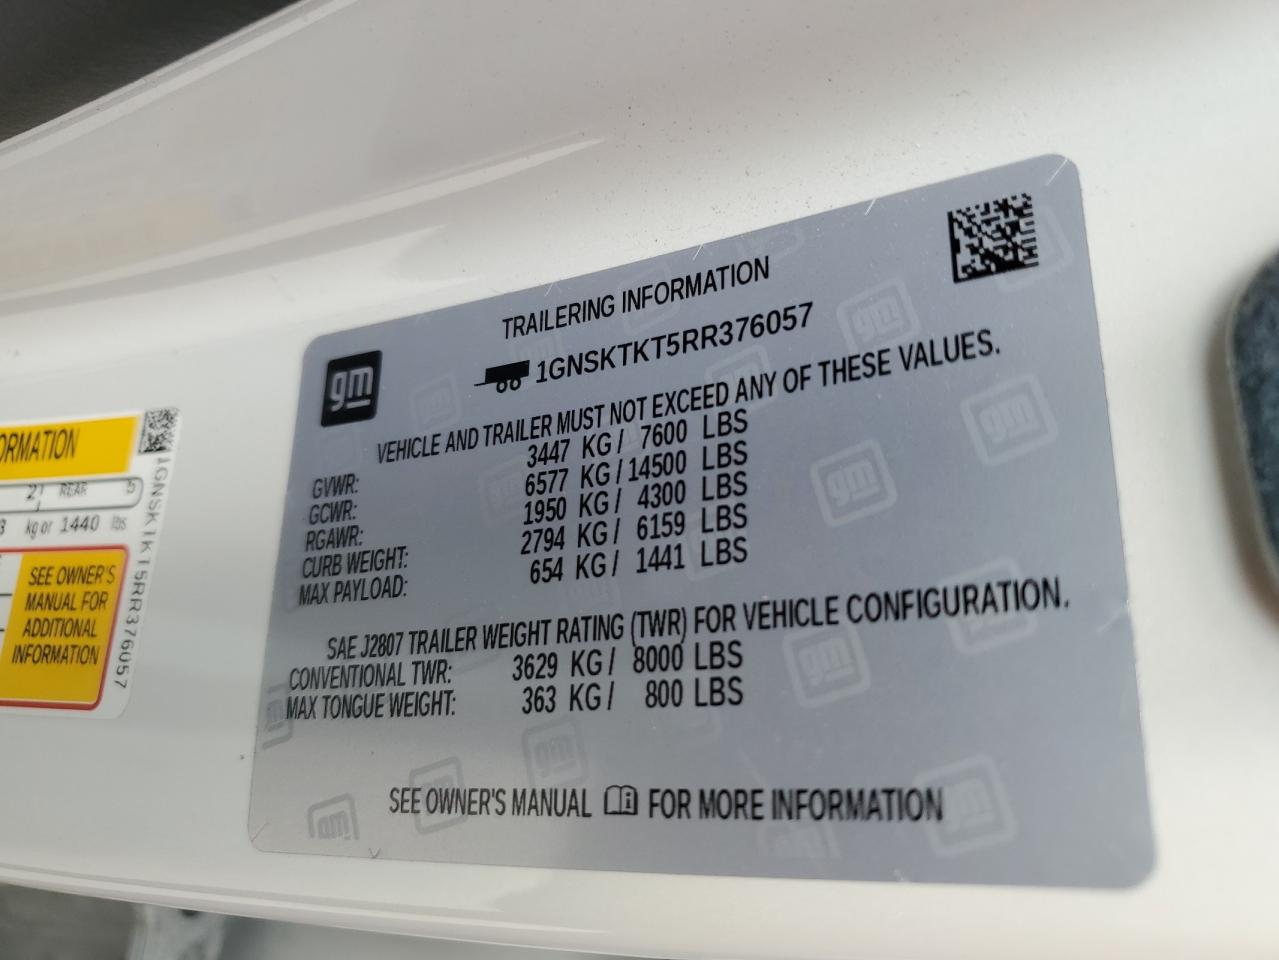 TRAILERING INFORMATION
gm
1GNSKTKT5RR376057
VEHICLE AND TRAILER MUST NOT EXCEED ANY OF THESE VALUES.
GVWR: 3447 KG/ 7600 LBS
GCWR: 6577 KG/14500 LBS
RGAWR: 1950 KG/ 4300 LBS
CURB WEIGHT: 2794 KG/ 6159 LBS
MAX PAYLOAD: 654 KG/ 1441 LBS
SAE J2807 TRAILER WEIGHT RATING (TWR) FOR VEHICLE CONFIGURATION.
CONVENTIONAL TWR: 3629 KG/ 8000 LBS
MAX TONGUE WEIGHT: 363 KG/ 800 LBS
SEE OWNER'S MANUAL FOR MORE INFORMATION
ORMATION
REAR 5
kg or 1440 lbs
SEE OWNER'S
MANUAL FOR
ADDITIONAL
INFORMATION
1GNSKTKT5RR376057